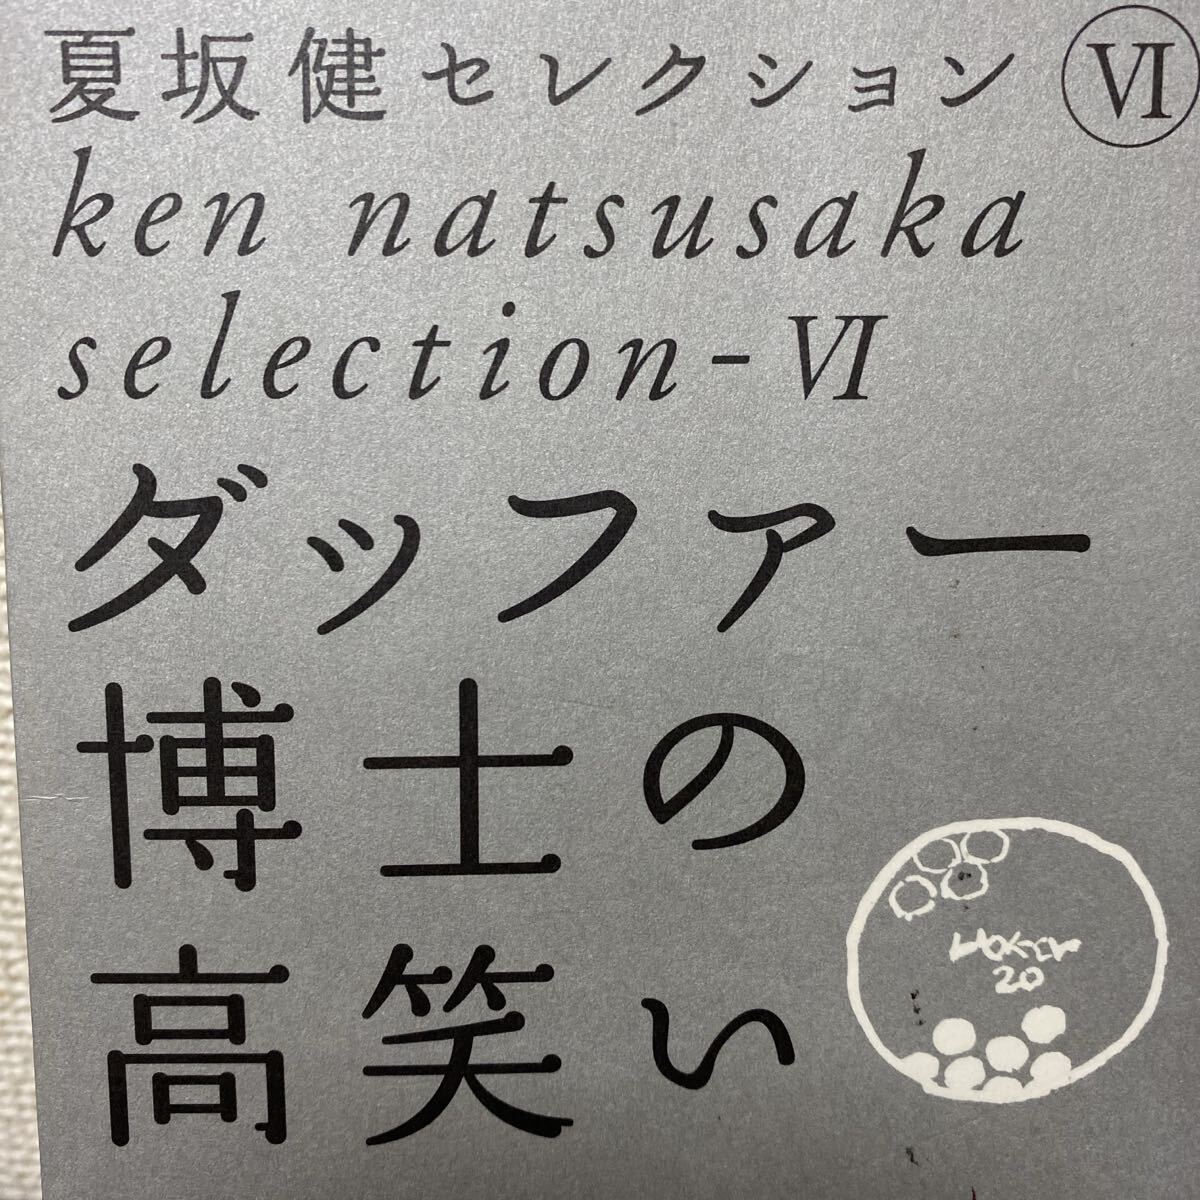 夏坂健セレクション Ⅵ
ken natsusaka
selection-Ⅵ
ダッファー
博士の
高笑い
20